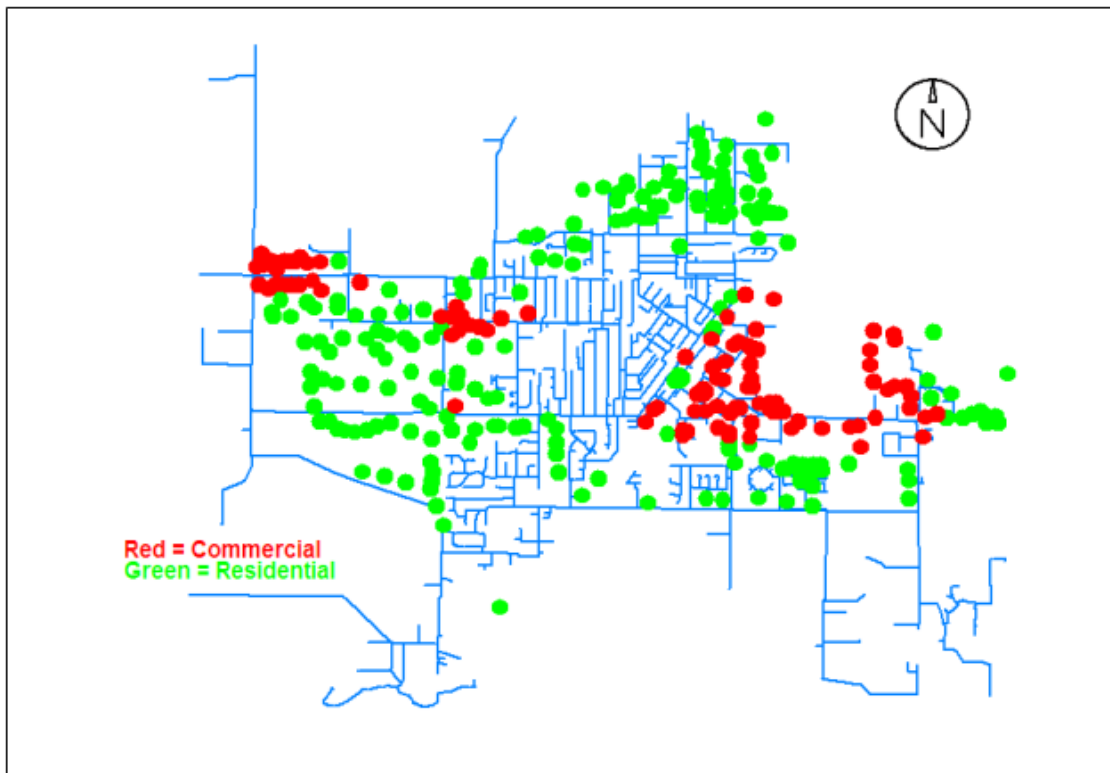 N
Red = Commercial
Green = Residential